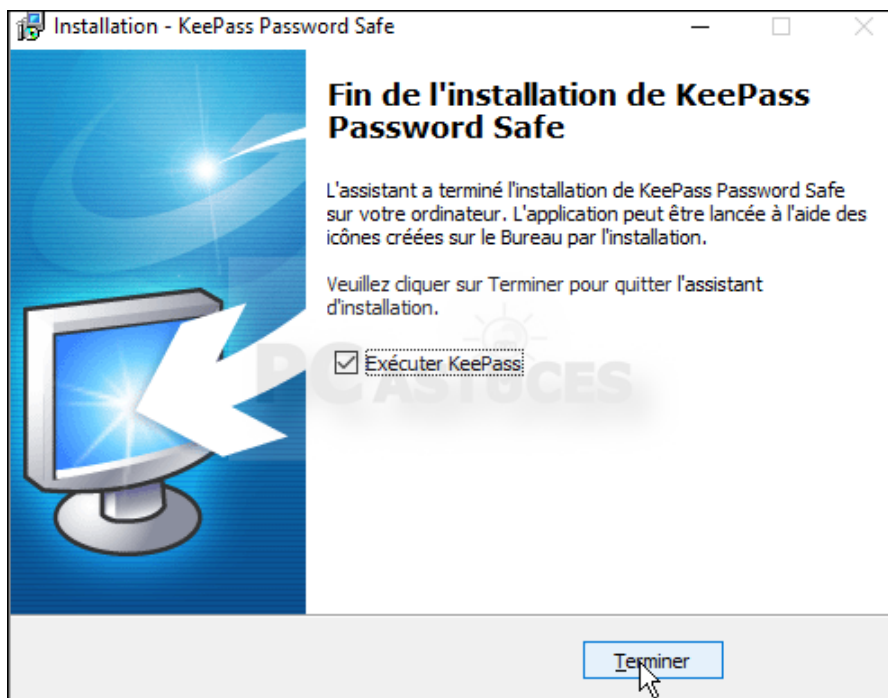 Installation - KeePass Password Safe
Fin de l'installation de KeePass
Password Safe
L'assistant a terminé l'installation de KeePass Password Safe
sur votre ordinateur. L'application peut être lancée à l'aide des
icônes créées sur le Bureau par l'installation.
Veuillez cliquer sur Terminer pour quitter l'assistant
d'installation.
Exécuter KeePass
PC ASTUCES
Terminer